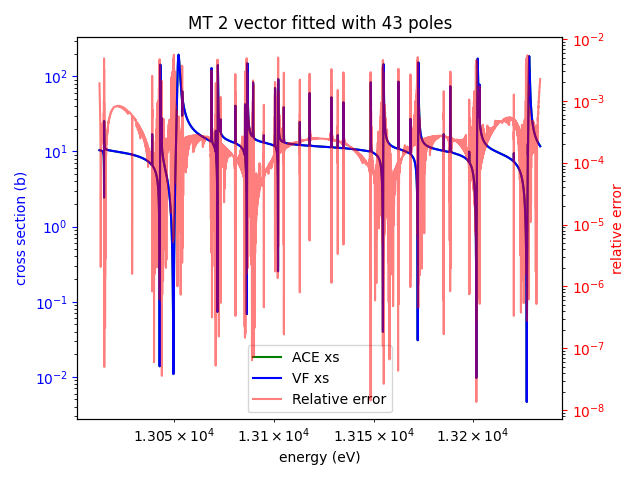 MT 2 vector fitted with 43 poles
cross section (b)
10²
10¹
10⁰
10⁻¹
10⁻²
10⁻²
10⁻³
10⁻⁴
10⁻⁵
10⁻⁶
10⁻⁷
10⁻⁸
relative error
ACE xs
VF xs
Relative error
1.305 × 10⁴ 1.31 × 10⁴ 1.315 × 10⁴ 1.32 × 10⁴
energy (eV)